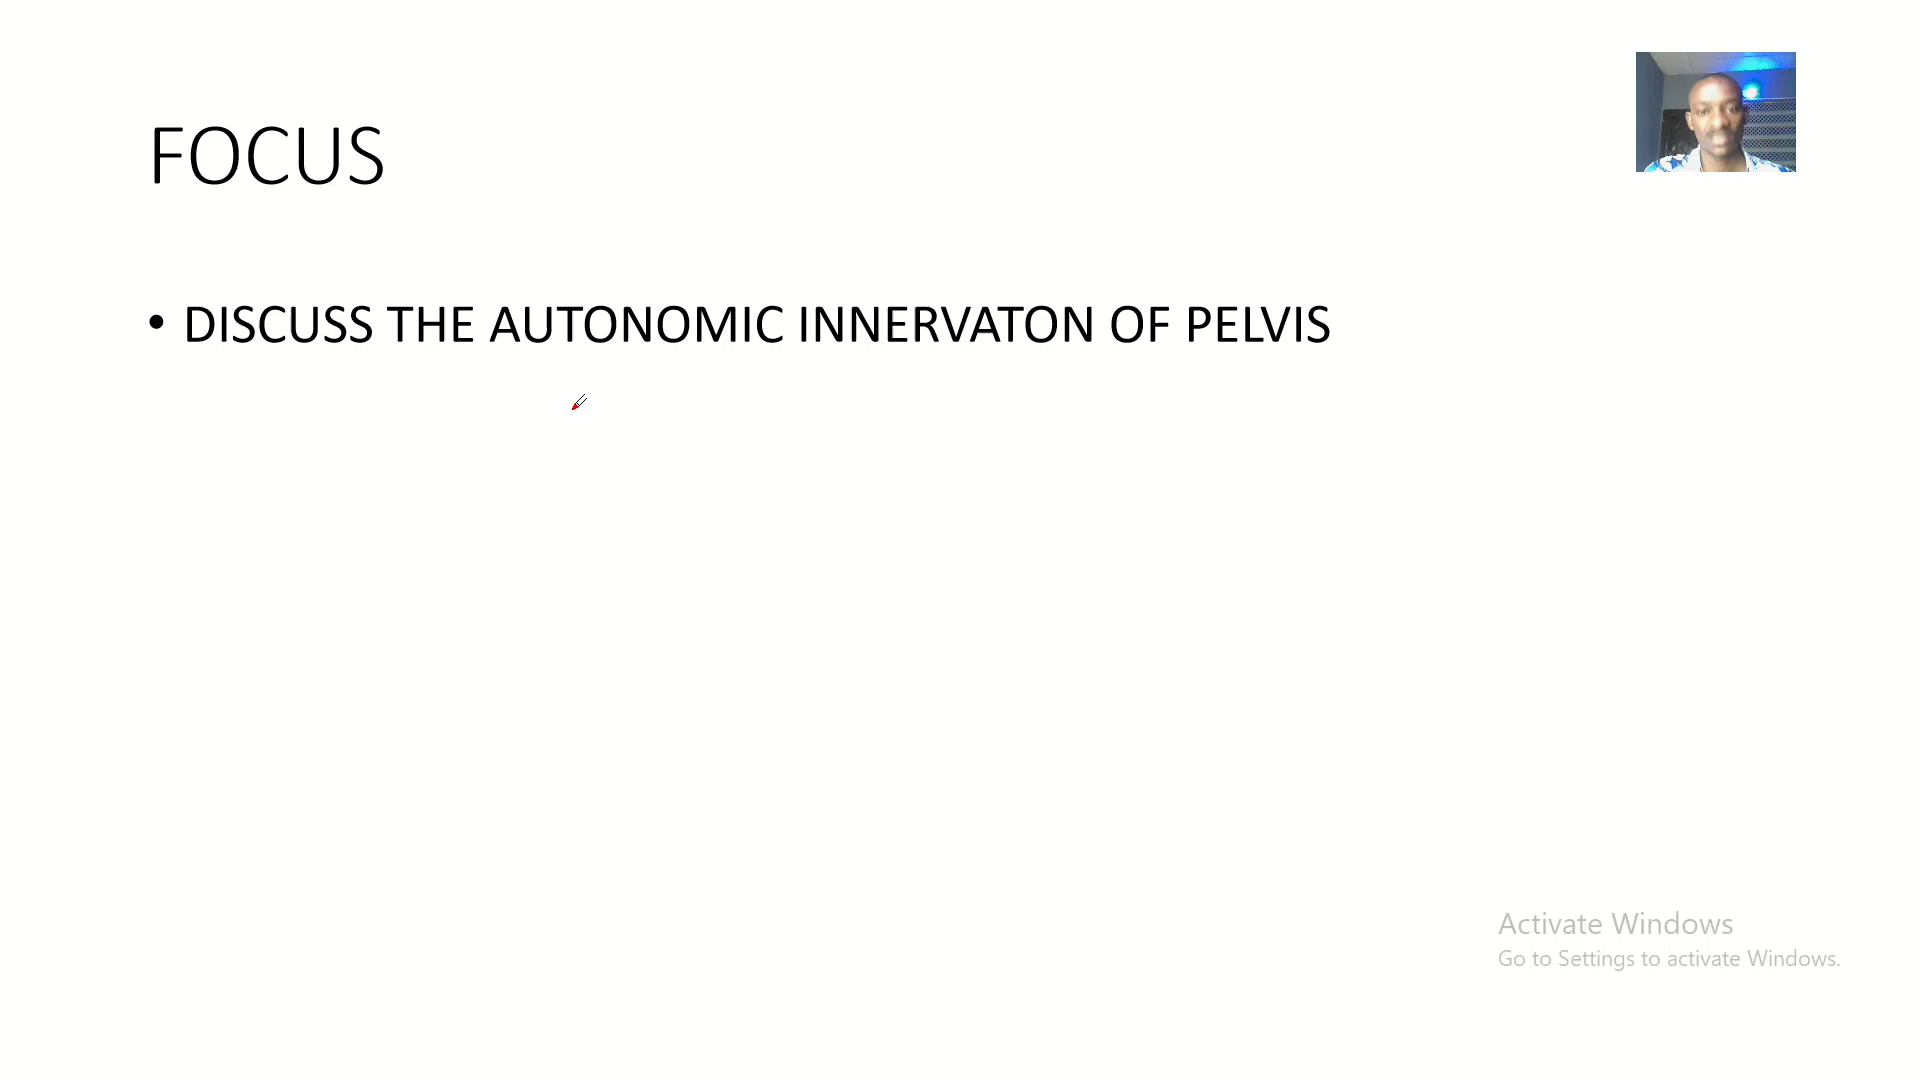 FOCUS
• DISCUSS THE AUTONOMIC INNERVATON OF PELVIS
Activate Windows
Go to Settings to activate Windows.